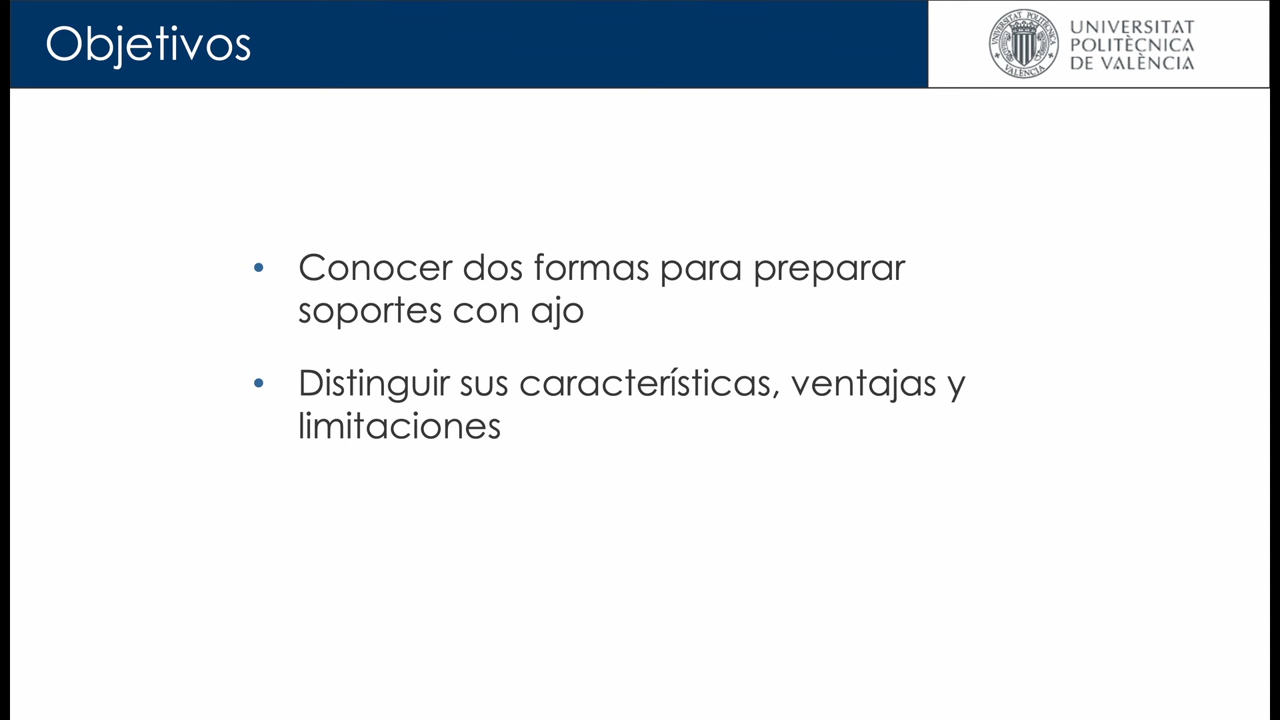 Objetivos
UNIVERSITAT
POLITÈCNICA
DE VALÈNCIA
• Conocer dos formas para preparar
soportes con ajo
• Distinguir sus características, ventajas y
limitaciones